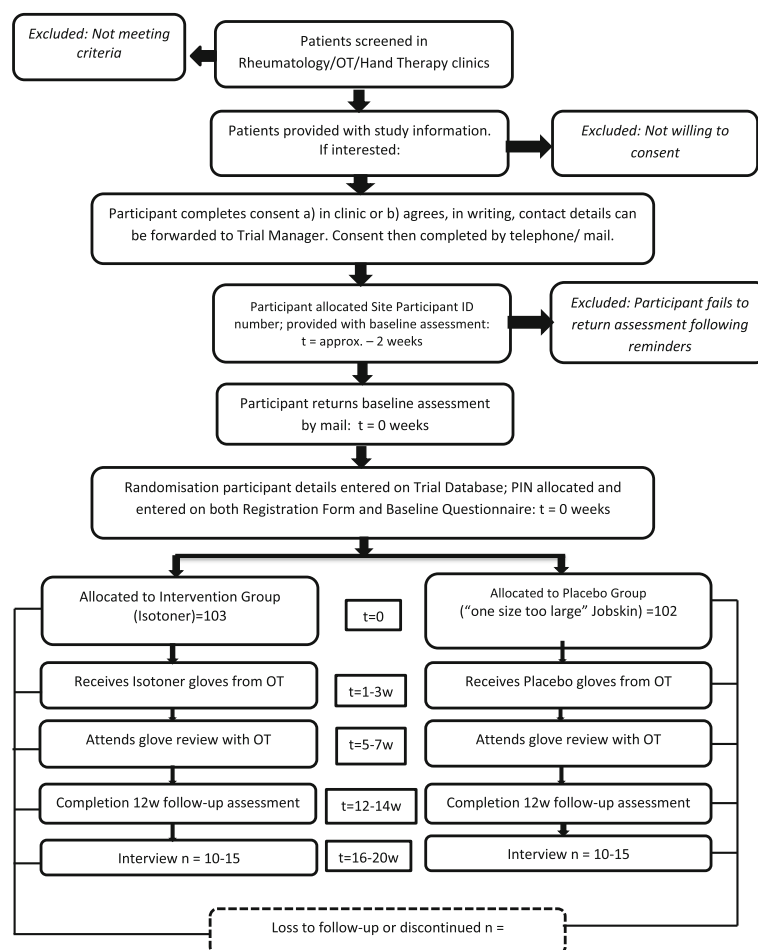 Excluded: Not meeting
criteria
Patients screened in
Rheumatology/OT/Hand Therapy clinics
Patients provided with study information.
If interested:
Excluded: Not willing to
consent
Participant completes consent a) in clinic or b) agrees, in writing, contact details can
be forwarded to Trial Manager. Consent then completed by telephone/ mail.
Participant allocated Site Participant ID
number; provided with baseline assessment:
t = approx. – 2 weeks
Excluded: Participant fails to
return assessment following
reminders
Participant returns baseline assessment
by mail: t = 0 weeks
Randomisation participant details entered on Trial Database; PIN allocated and
entered on both Registration Form and Baseline Questionnaire: t = 0 weeks
Allocated to Intervention Group
(Isotoner)=103
t=0
Allocated to Placebo Group
(“one size too large” Jobskin) =102
Receives Isotoner gloves from OT
t=1-3w
Receives Placebo gloves from OT
Attends glove review with OT
t=5-7w
Attends glove review with OT
Completion 12w follow-up assessment
t=12-14w
Completion 12w follow-up assessment
Interview n = 10-15
t=16-20w
Interview n = 10-15
Loss to follow-up or discontinued n =